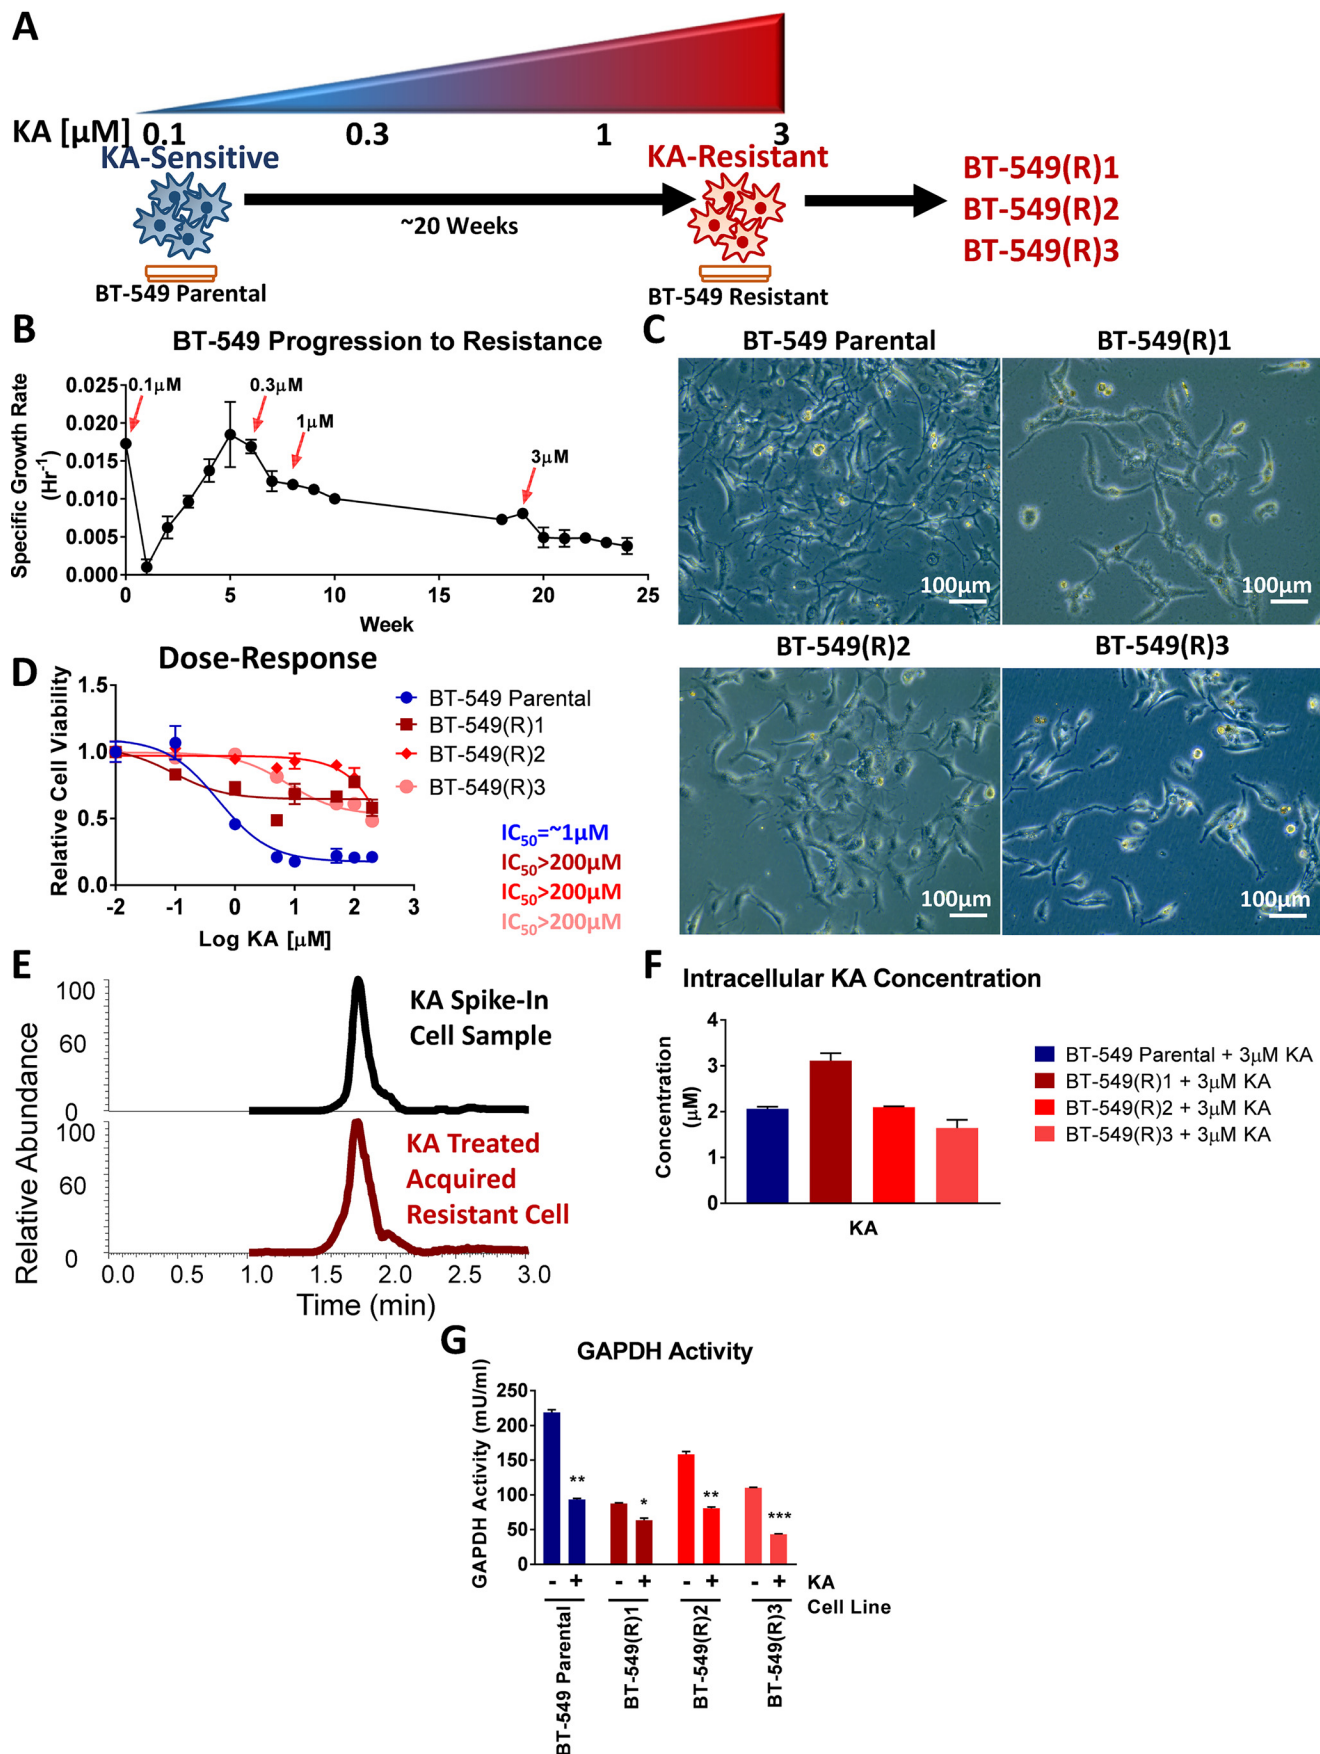 A
KA [µM] 0.1 0.3 1 3
KA-Sensitive
KA-Resistant
~20 Weeks
BT-549 Parental
BT-549 Resistant
BT-549(R)1
BT-549(R)2
BT-549(R)3
B
BT-549 Progression to Resistance
Specific Growth Rate
(Hr⁻¹)
0.025
0.020
0.015
0.010
0.005
0.000
0.1µM
0.3µM
1µM
3µM
0 5 10 15 20 25
Week
C
BT-549 Parental
BT-549(R)1
100µm
100µm
BT-549(R)2
BT-549(R)3
100µm
100µm
D
Dose-Response
Relative Cell Viability
1.5
1.0
0.5
0.0
-2 -1 0 1 2 3
Log KA [µM]
BT-549 Parental
BT-549(R)1
BT-549(R)2
BT-549(R)3
IC₅₀=~1µM
IC₅₀>200µM
IC₅₀>200µM
IC₅₀>200µM
E
Relative Abundance
100
60
0
KA Spike-In
Cell Sample
100
60
0
KA Treated
Acquired
Resistant Cell
0.0 0.5 1.0 1.5 2.0 2.5 3.0
Time (min)
F
Intracellular KA Concentration
Concentration
(µM)
4
3
2
1
0
KA
BT-549 Parental + 3µM KA
BT-549(R)1 + 3µM KA
BT-549(R)2 + 3µM KA
BT-549(R)3 + 3µM KA
G
GAPDH Activity
GAPDH Activity (mU/ml)
250
200
150
100
50
0
** * ** ***
- + - + - + - + KA
Cell Line
BT-549 Parental
BT-549(R)1
BT-549(R)2
BT-549(R)3